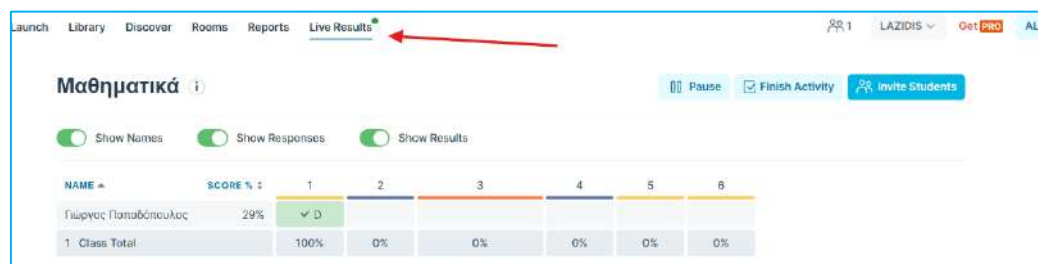 Launch Library Discover Rooms Reports Live Results 1 LAZIDIS Get PRO AL
Μαθηματικά i Pause Finish Activity Invite Students
Show Names Show Responses Show Results
NAME SCORE % 1 2 3 4 5 6
Γιώργος Παπαδόπουλος 29% ✓ D
1 Class Total 100% 0% 0% 0% 0% 0%